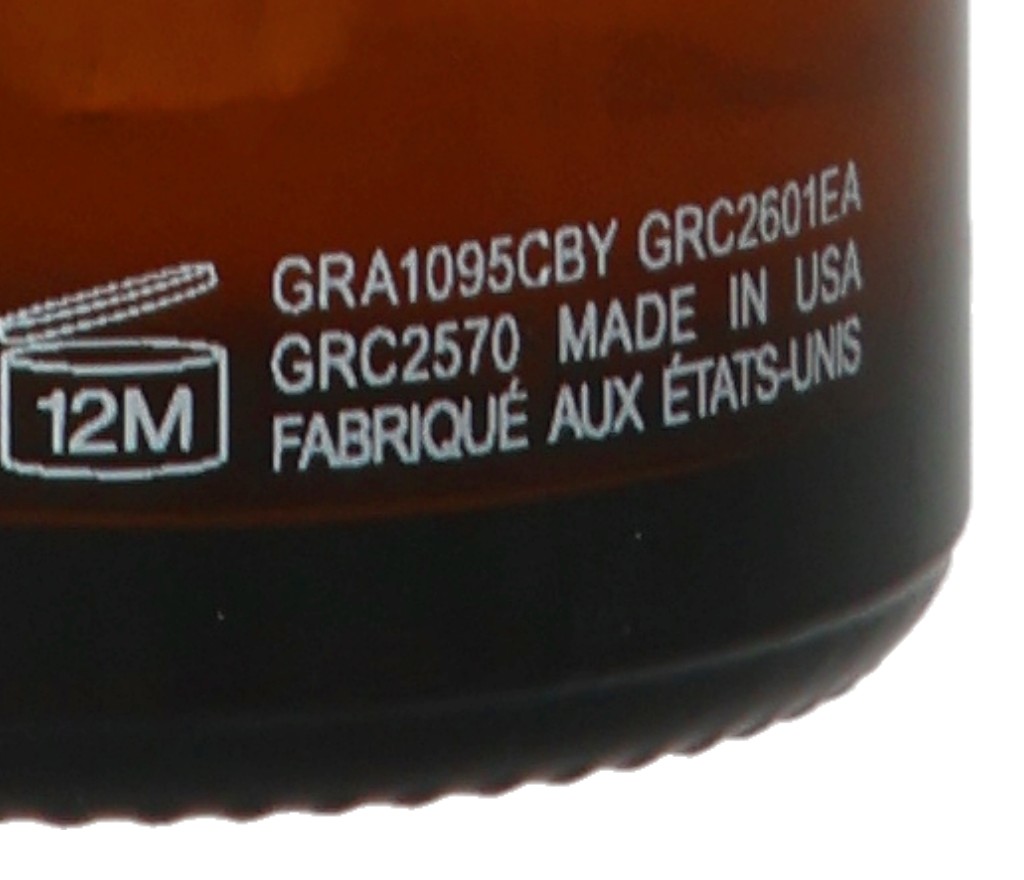 GRA1095CBY GRC2601EA
GRC2570 MADE IN USA
FABRIQUÉ AUX ÉTATS-UNIS
12M